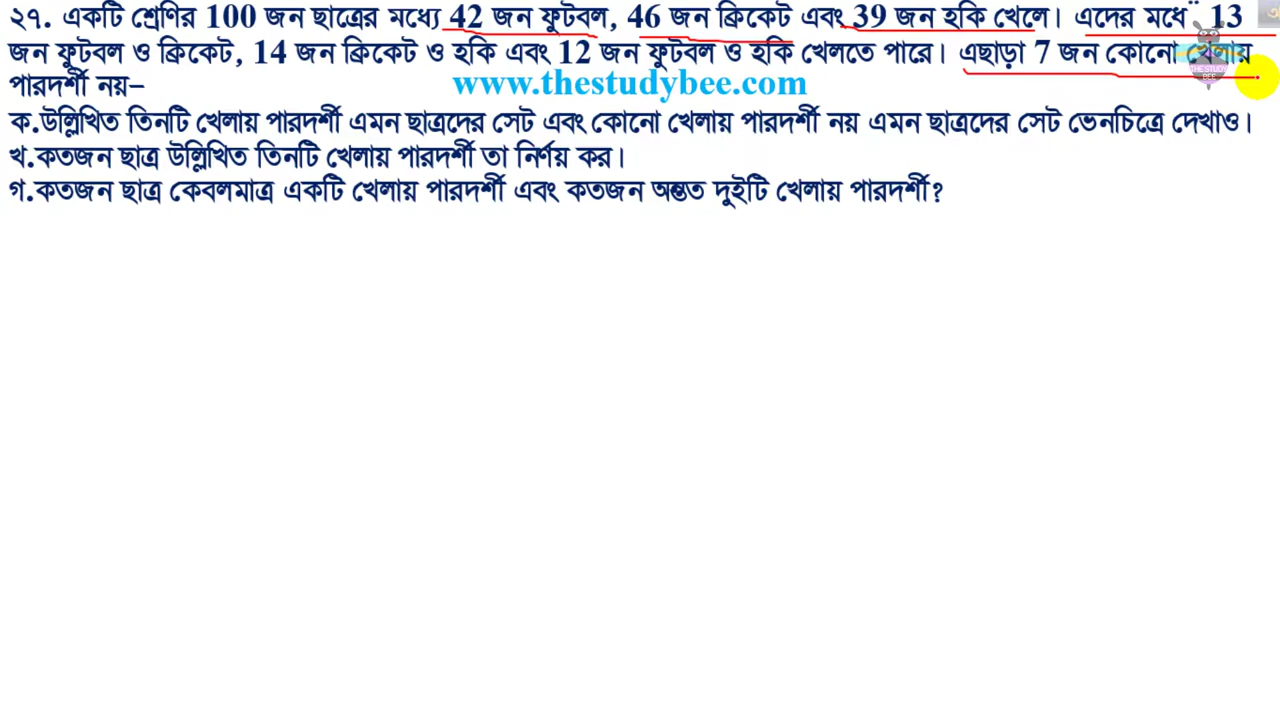 ২৭. একটি শ্রেণির 100 জন ছাত্রের মধ্যে 42 জন ফুটবল, 46 জন ক্রিকেট এবং 39 জন হকি খেলে। এদের মধে 13
জন ফুটবল ও ক্রিকেট, 14 জন ক্রিকেট ও হকি এবং 12 জন ফুটবল ও হকি খেলতে পারে। এছাড়া 7 জন কোনো খেলায়
পারদর্শী নয়–
www.thestudybee.com
ক.উল্লিখিত তিনটি খেলায় পারদর্শী এমন ছাত্রদের সেট এবং কোনো খেলায় পারদর্শী নয় এমন ছাত্রদের সেট ভেনচিত্রে দেখাও।
খ.কতজন ছাত্র উল্লিখিত তিনটি খেলায় পারদর্শী তা নির্ণয় কর।
গ.কতজন ছাত্র কেবলমাত্র একটি খেলায় পারদর্শী এবং কতজন অন্তত দুইটি খেলায় পারদর্শী?
THE STUDY
BEE